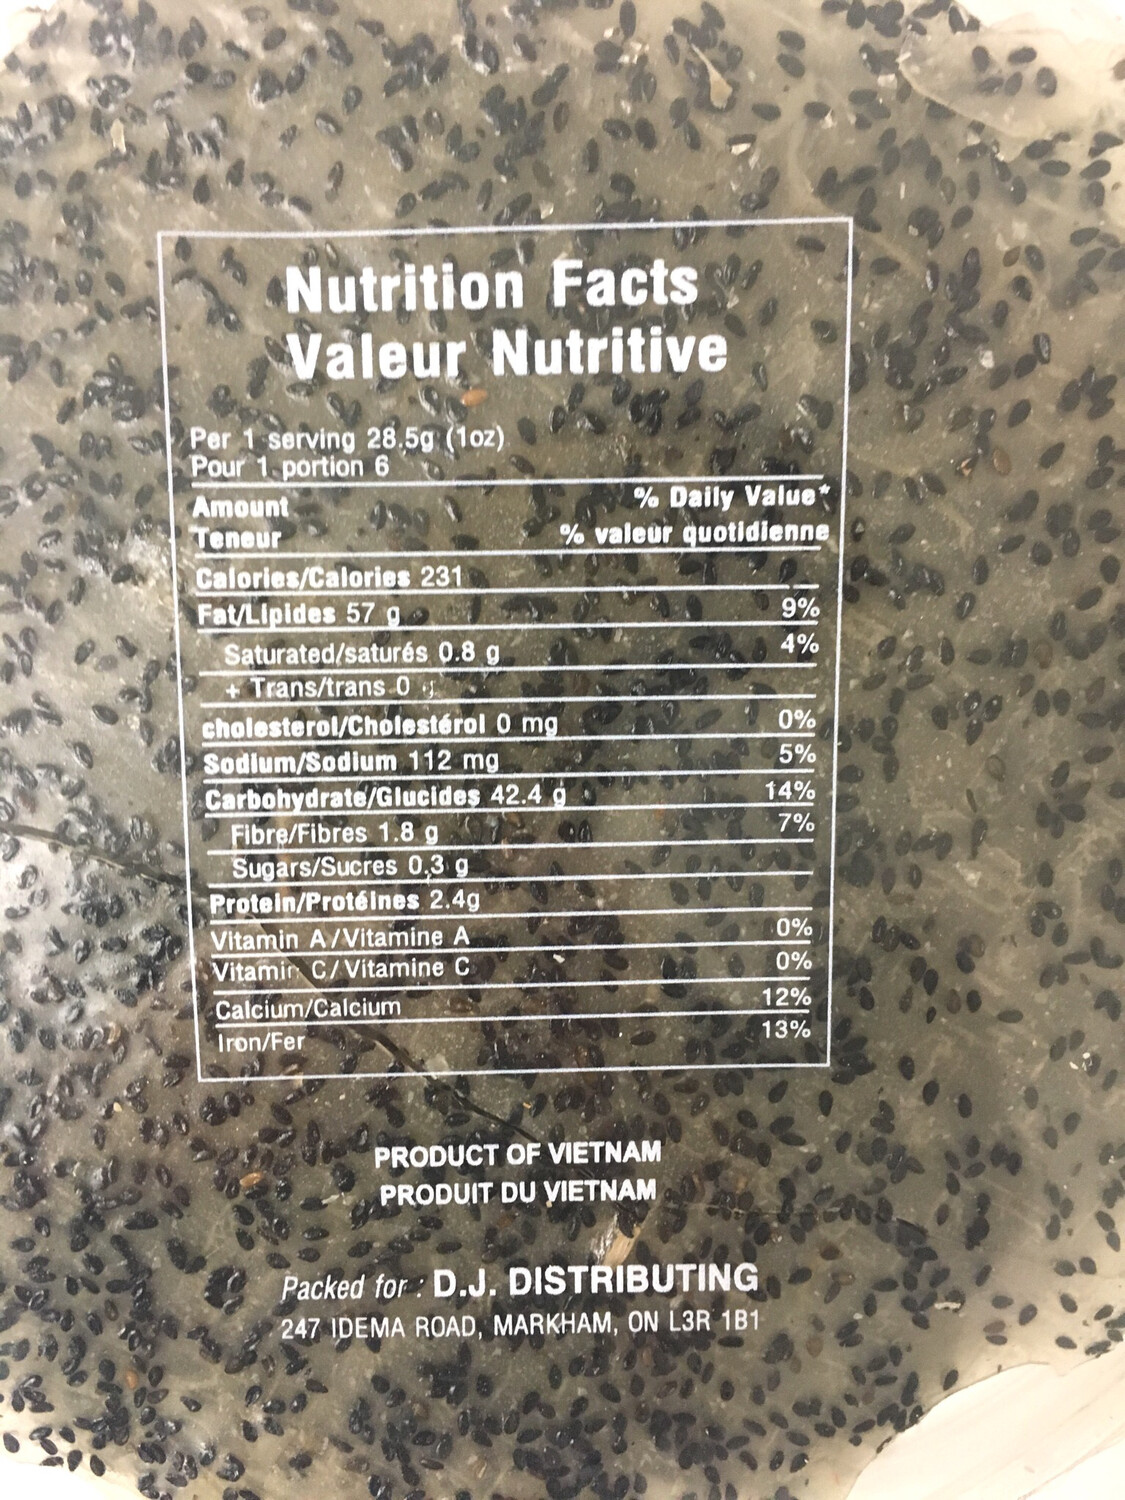 Nutrition Facts
Valeur Nutritive
Per 1 serving 28.5g (1oz)
Pour 1 portion 6
Amount % Daily Value*
Teneur % valeur quotidienne
Calories/Calories 231
Fat/Lipides 57 g 9%
Saturated/saturés 0.8 g 4%
+ Trans/trans 0 g
cholesterol/Cholestérol 0 mg 0%
Sodium/Sodium 112 mg 5%
Carbohydrate/Glucides 42.4 g 14%
Fibre/Fibres 1.8 g 7%
Sugars/Sucres 0.3 g
Protein/Protéines 2.4g
Vitamin A/Vitamine A 0%
Vitamin C/Vitamine C 0%
Calcium/Calcium 12%
Iron/Fer 13%
PRODUCT OF VIETNAM
PRODUIT DU VIETNAM
Packed for : D.J. DISTRIBUTING
247 IDEMA ROAD, MARKHAM, ON L3R 1B1